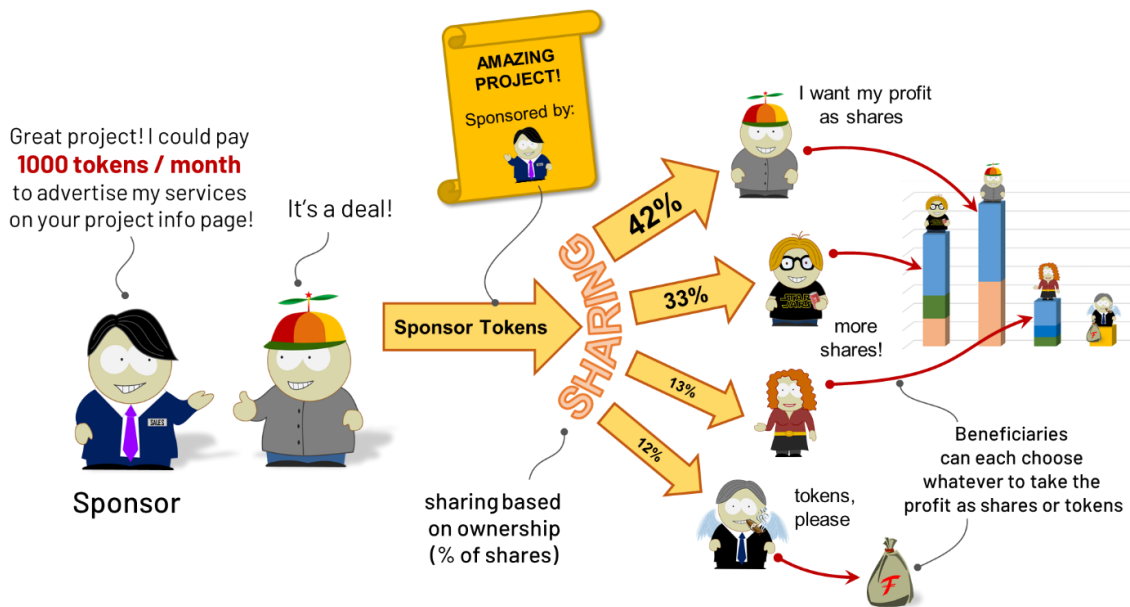 Great project! I could pay
1000 tokens / month
to advertise my services
on your project info page!
It's a deal!
SALES
Sponsor
AMAZING
PROJECT!
Sponsored by:
Sponsor Tokens
SHARING
sharing based
on ownership
(% of shares)
42%
33%
13%
12%
I want my profit
as shares
more
shares!
tokens,
please
Beneficiaries
can each choose
whatever to take the
profit as shares or tokens
F